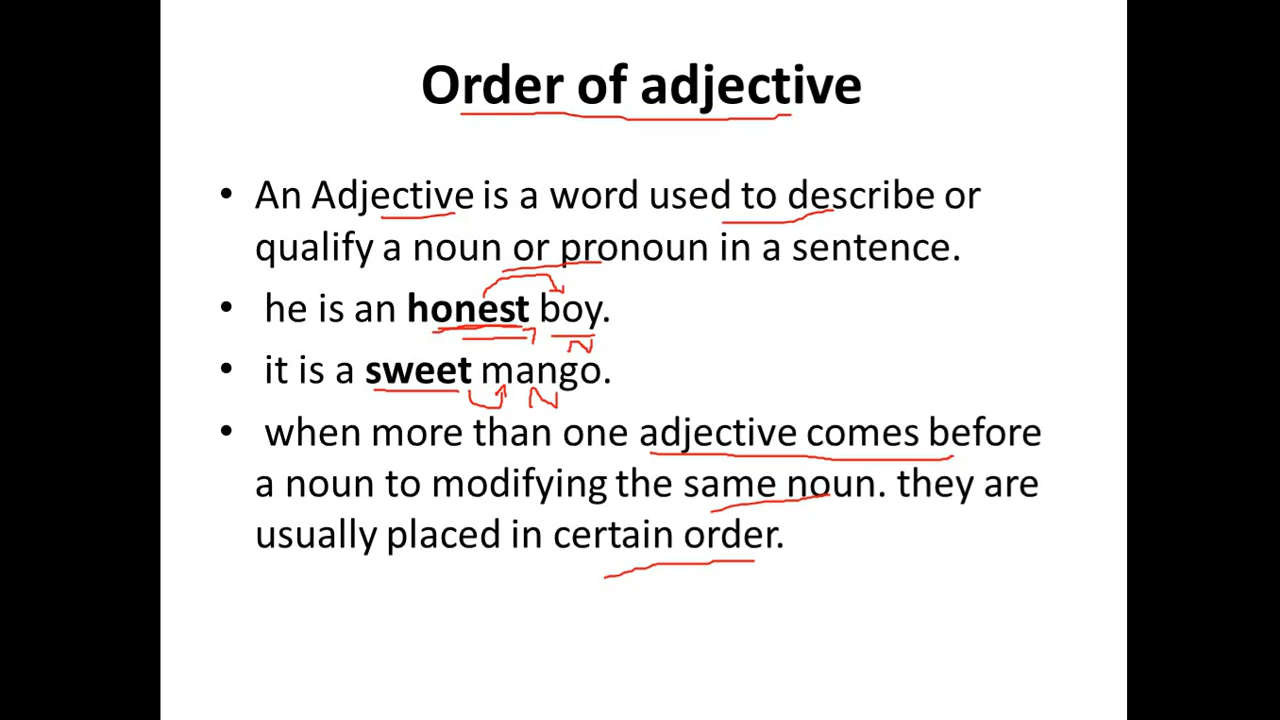 Order of adjective
• An Adjective is a word used to describe or
qualify a noun or pronoun in a sentence.
• he is an honest boy.
N
• it is a sweet mango.
N
• when more than one adjective comes before
a noun to modifying the same noun. they are
usually placed in certain order.